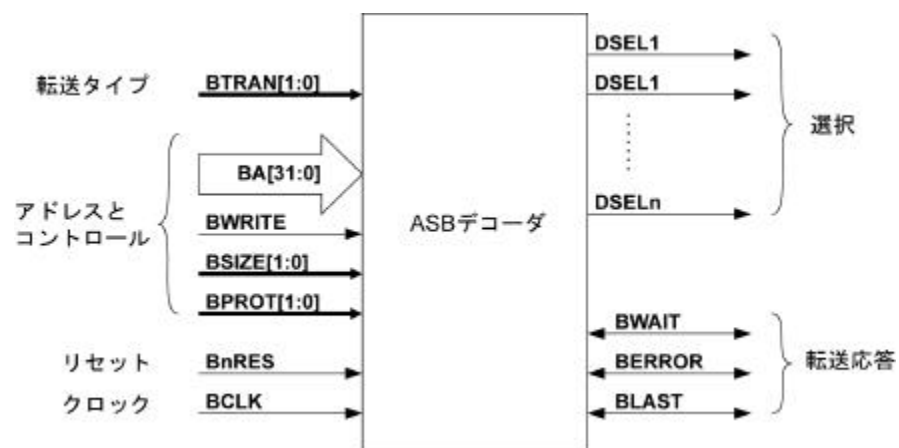 転送タイプ
BTRAN[1:0]
アドレスと
コントロール
BA[31:0]
BWRITE
BSIZE[1:0]
BPROT[1:0]
リセット
BnRES
クロック
BCLK
ASBデコーダ
DSEL1
DSEL1
DSELn
選択
BWAIT
BERROR
BLAST
転送応答